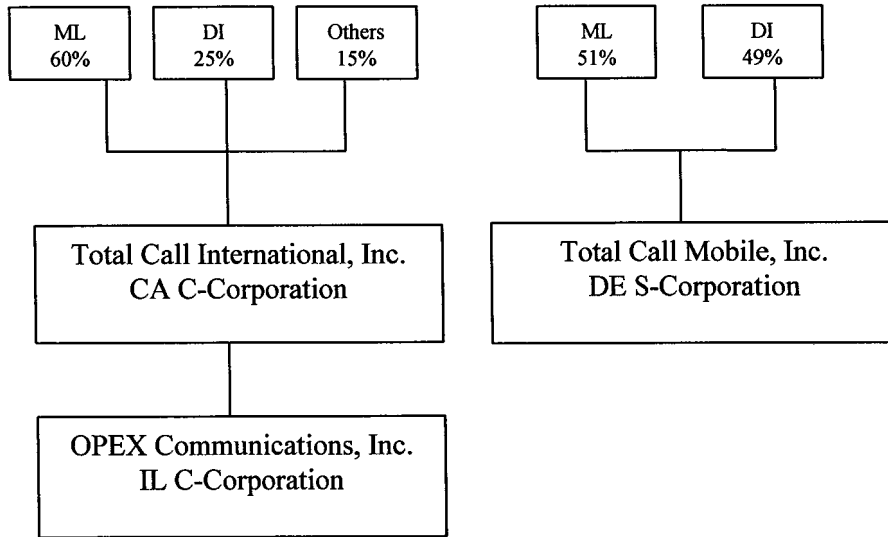 ML
60%
DI
25%
Others
15%
ML
51%
DI
49%
Total Call International, Inc.
CA C-Corporation
Total Call Mobile, Inc.
DE S-Corporation
OPEX Communications, Inc.
IL C-Corporation